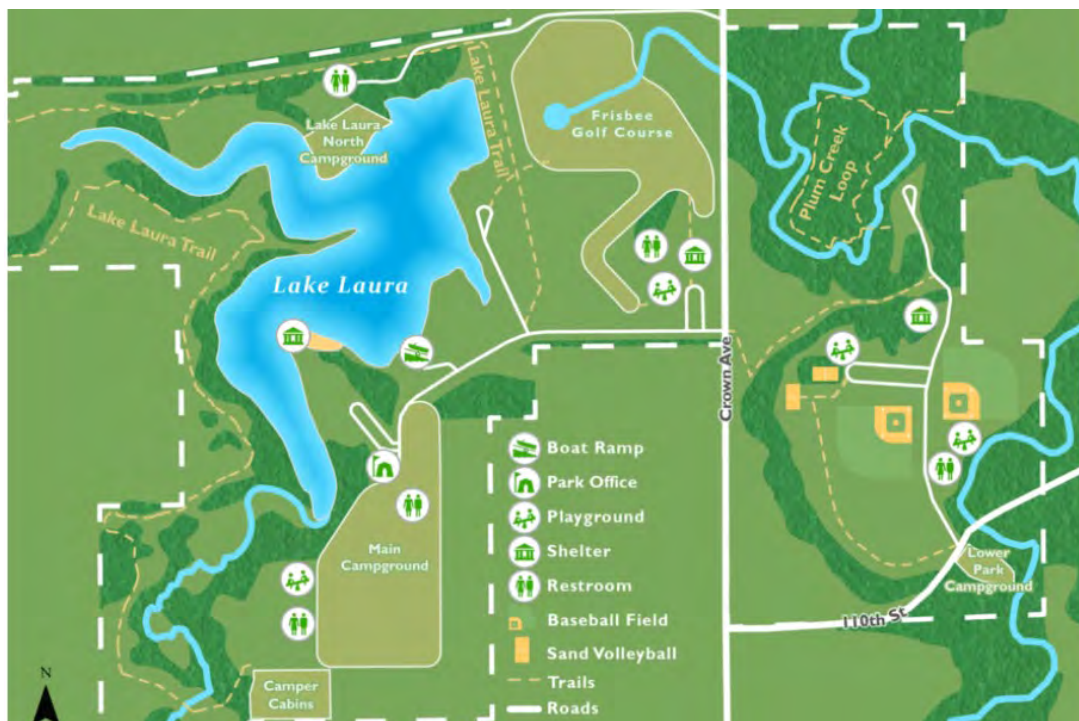 Lake Laura
North
Campground
Lake Laura Trail
Frisbee
Golf Course
Plum Creek
Loop
Lake Laura Trail
Lake Laura
Crown Ave
Boat Ramp
Park Office
Playground
Shelter
Restroom
Baseball Field
Sand Volleyball
Trails
Roads
Main
Campground
Lower
Park
Campground
110th St
Camper
Cabins
N